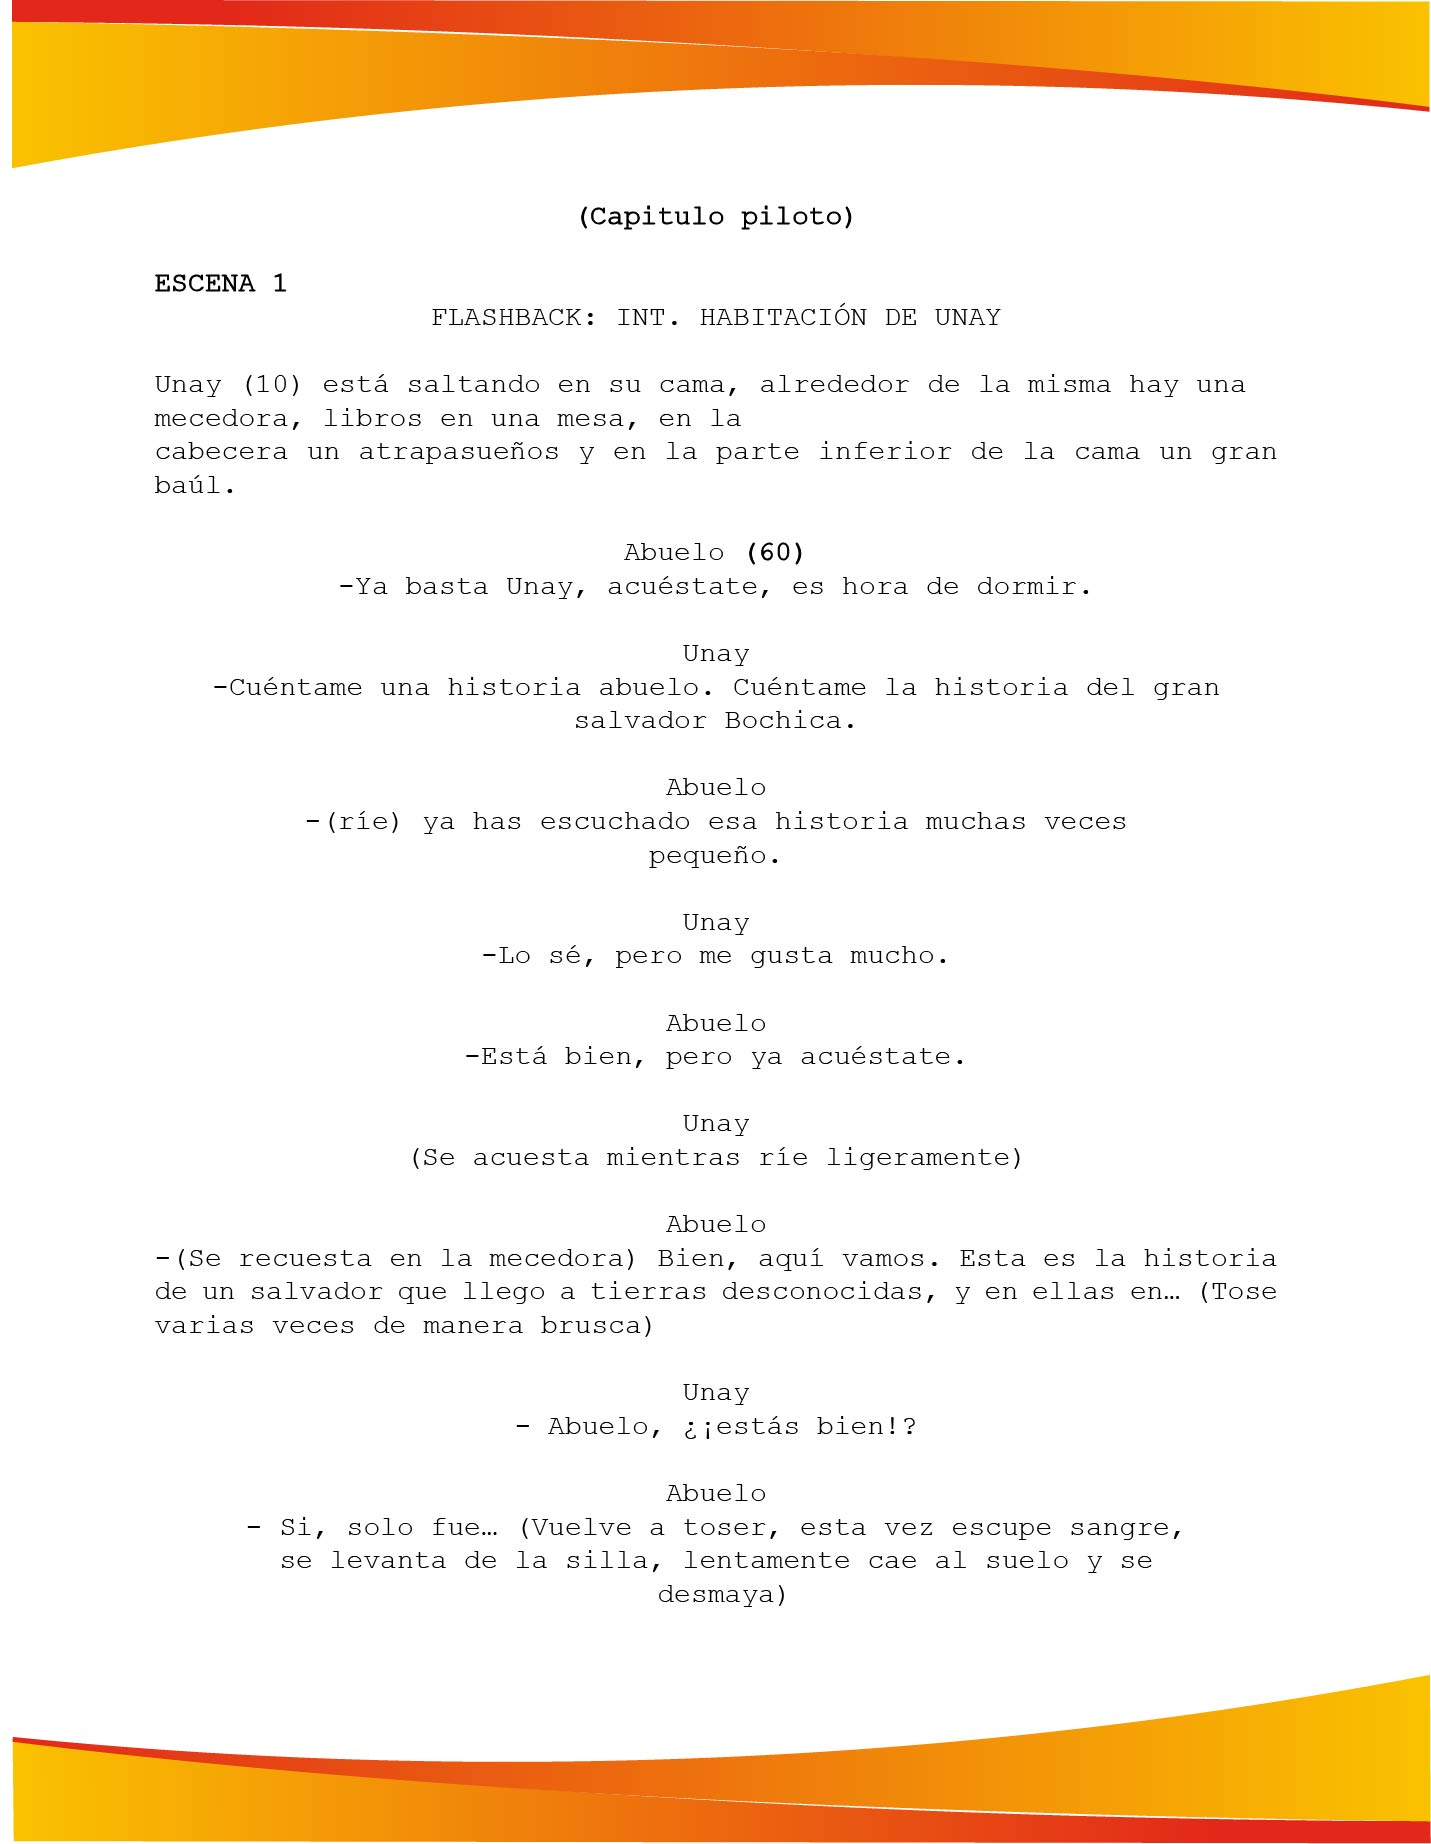 (Capitulo piloto)
ESCENA 1
FLASHBACK: INT. HABITACIÓN DE UNAY
Unay (10) está saltando en su cama, alrededor de la misma hay una
mecedora, libros en una mesa, en la
cabecera un atrapasueños y en la parte inferior de la cama un gran
baúl.
Abuelo (60)
-Ya basta Unay, acuéstate, es hora de dormir.
Unay
-Cuéntame una historia abuelo. Cuéntame la historia del gran
salvador Bochica.
Abuelo
-(ríe) ya has escuchado esa historia muchas veces
pequeño.
Unay
-Lo sé, pero me gusta mucho.
Abuelo
-Está bien, pero ya acuéstate.
Unay
(Se acuesta mientras ríe ligeramente)
Abuelo
-(Se recuesta en la mecedora) Bien, aquí vamos. Esta es la historia
de un salvador que llego a tierras desconocidas, y en ellas en… (Tose
varias veces de manera brusca)
Unay
- Abuelo, ¿¡estás bien!?
Abuelo
- Si, solo fue… (Vuelve a toser, esta vez escupe sangre,
se levanta de la silla, lentamente cae al suelo y se
desmaya)